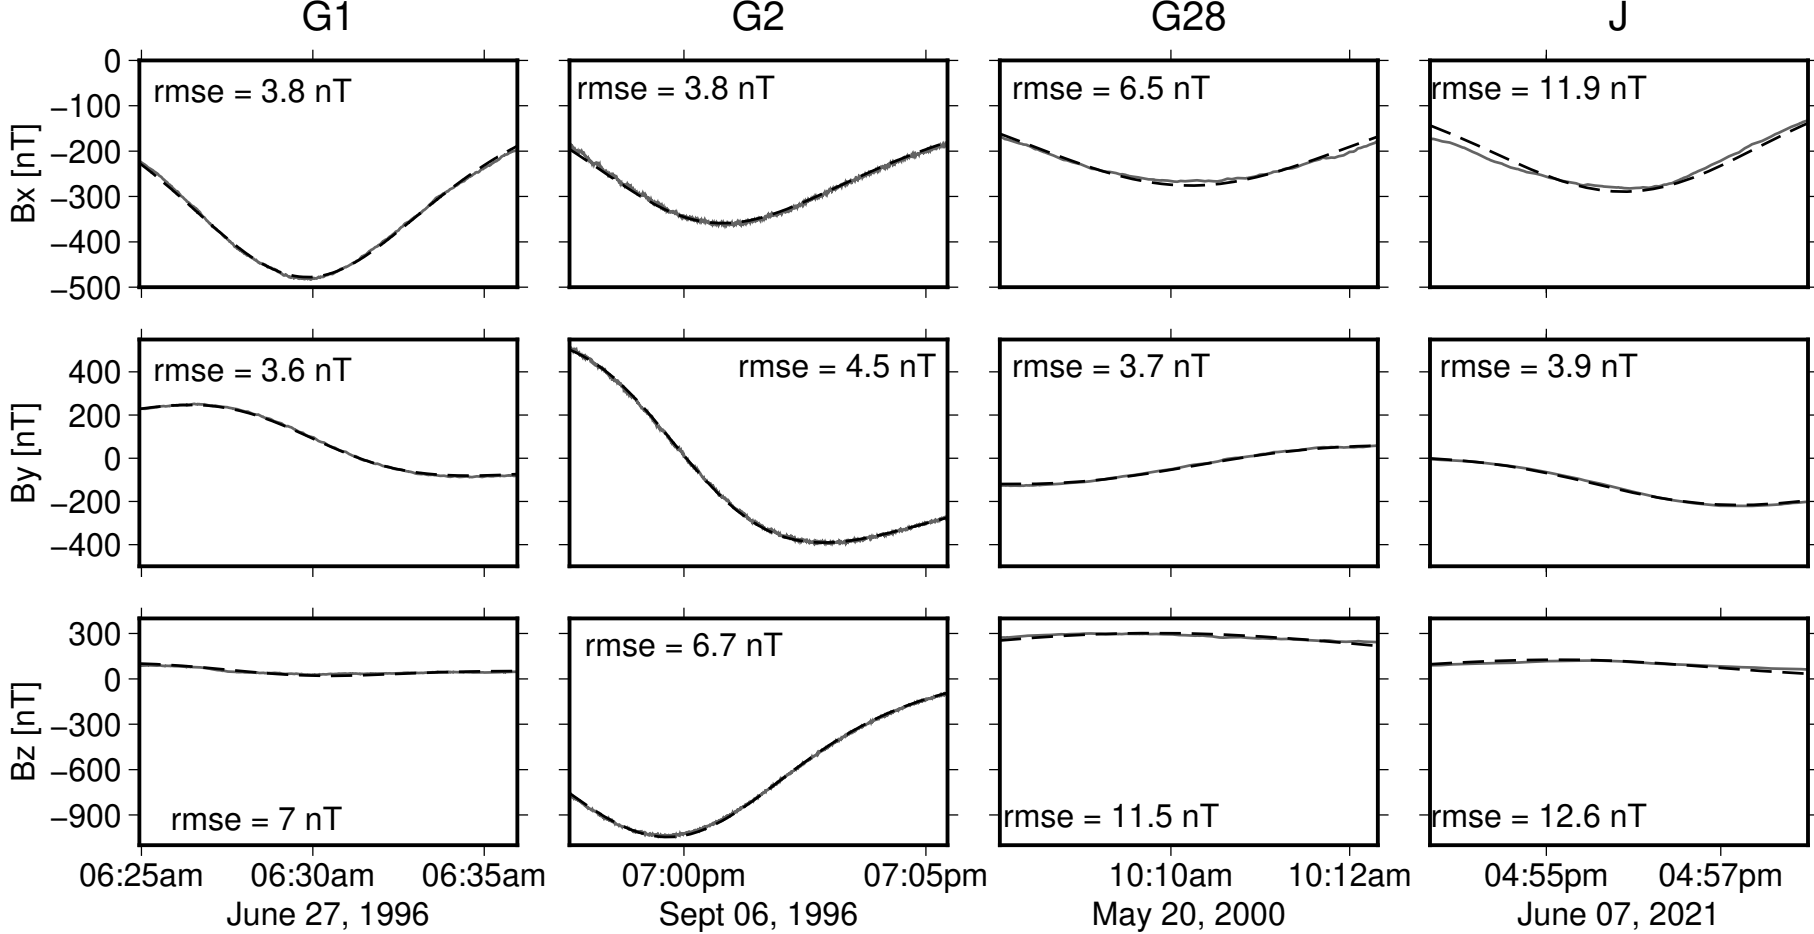 G1 G2 G28 J
0
−100
−200
−300
−400
−500
Bx [nT]
rmse = 3.8 nT rmse = 3.8 nT rmse = 6.5 nT rmse = 11.9 nT
400
200
0
−200
−400
By [nT]
rmse = 3.6 nT rmse = 4.5 nT rmse = 3.7 nT rmse = 3.9 nT
300
0
−300
−600
−900
Bz [nT]
rmse = 7 nT rmse = 6.7 nT rmse = 11.5 nT rmse = 12.6 nT
06:25am 06:30am 06:35am 07:00pm 07:05pm 10:10am 10:12am 04:55pm 04:57pm
June 27, 1996 Sept 06, 1996 May 20, 2000 June 07, 2021